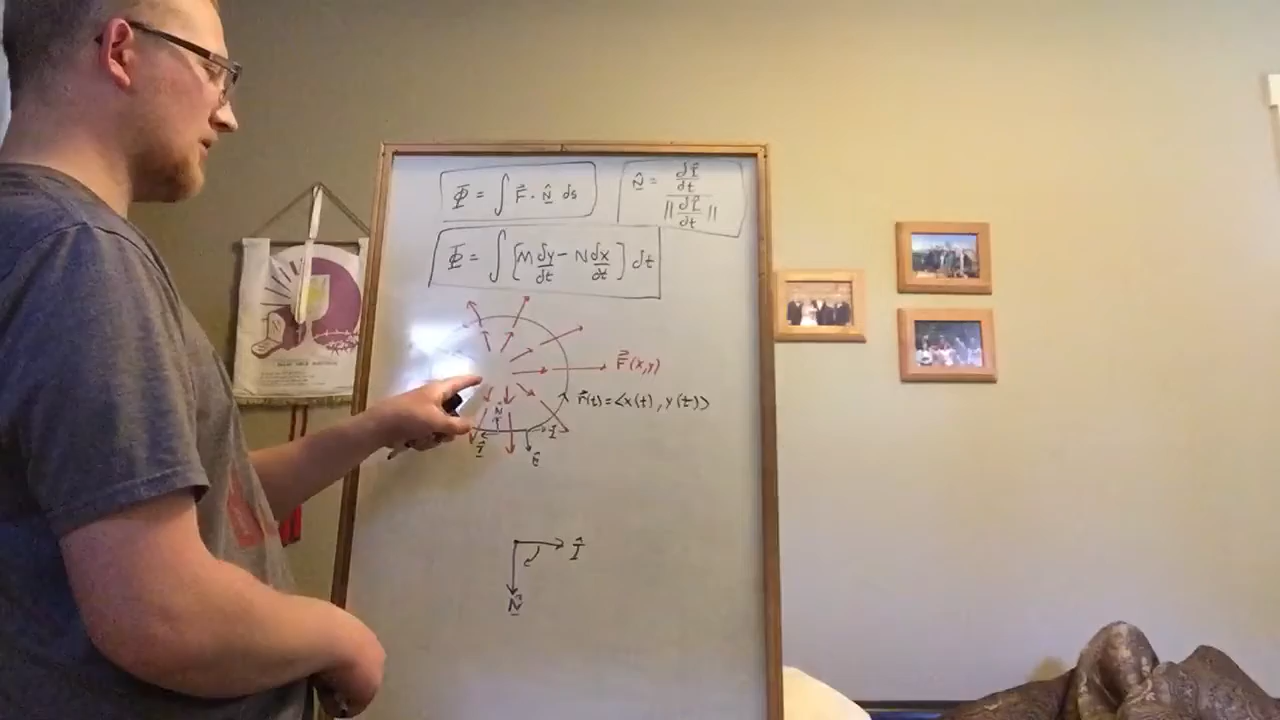 Φ = ∫ F⃗ · N̂ ds
N̂ = dT̂/dt / ||dT̂/dt||
Φ = ∫ [M dy/dt - N dx/dt] dt
F⃗(x,y)
r⃗(t) = <x(t), y(t)>
N̂
T̂
T̂
T̂
N̂